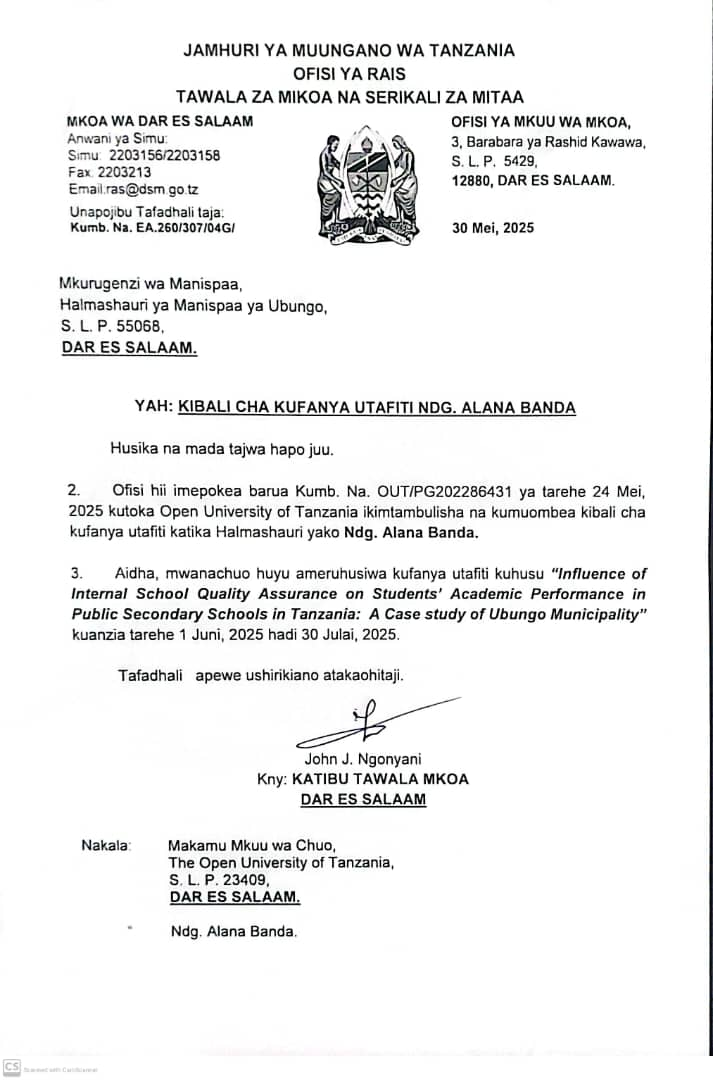 JAMHURI YA MUUNGANO WA TANZANIA
OFISI YA RAIS
TAWALA ZA MIKOA NA SERIKALI ZA MITAA
MKOA WA DAR ES SALAAM
Anwani ya Simu:
Simu: 2203156/2203158
Fax. 2203213
Email:ras@dsm.go.tz
Unapojibu Tafadhali taja:
Kumb. Na. EA.260/307/04G/
OFISI YA MKUU WA MKOA,
3, Barabara ya Rashid Kawawa,
S. L. P. 5429,
12880, DAR ES SALAAM.
30 Mei, 2025
Mkurugenzi wa Manispaa,
Halmashauri ya Manispaa ya Ubungo,
S. L. P. 55068,
DAR ES SALAAM.
YAH: KIBALI CHA KUFANYA UTAFITI NDG. ALANA BANDA
Husika na mada tajwa hapo juu.
2. Ofisi hii imepokea barua Kumb. Na. OUT/PG202286431 ya tarehe 24 Mei,
2025 kutoka Open University of Tanzania ikimtambulisha na kumuombea kibali cha
kufanya utafiti katika Halmashauri yako Ndg. Alana Banda.
3. Aidha, mwanachuo huyu ameruhusiwa kufanya utafiti kuhusu “Influence of
Internal School Quality Assurance on Students’ Academic Performance in
Public Secondary Schools in Tanzania: A Case study of Ubungo Municipality”
kuanzia tarehe 1 Juni, 2025 hadi 30 Julai, 2025.
Tafadhali apewe ushirikiano atakaohitaji.
John J. Ngonyani
Kny: KATIBU TAWALA MKOA
DAR ES SALAAM
Nakala: Makamu Mkuu wa Chuo,
The Open University of Tanzania,
S. L. P. 23409,
DAR ES SALAAM.
" Ndg. Alana Banda.
CS Scanned with CamScanner